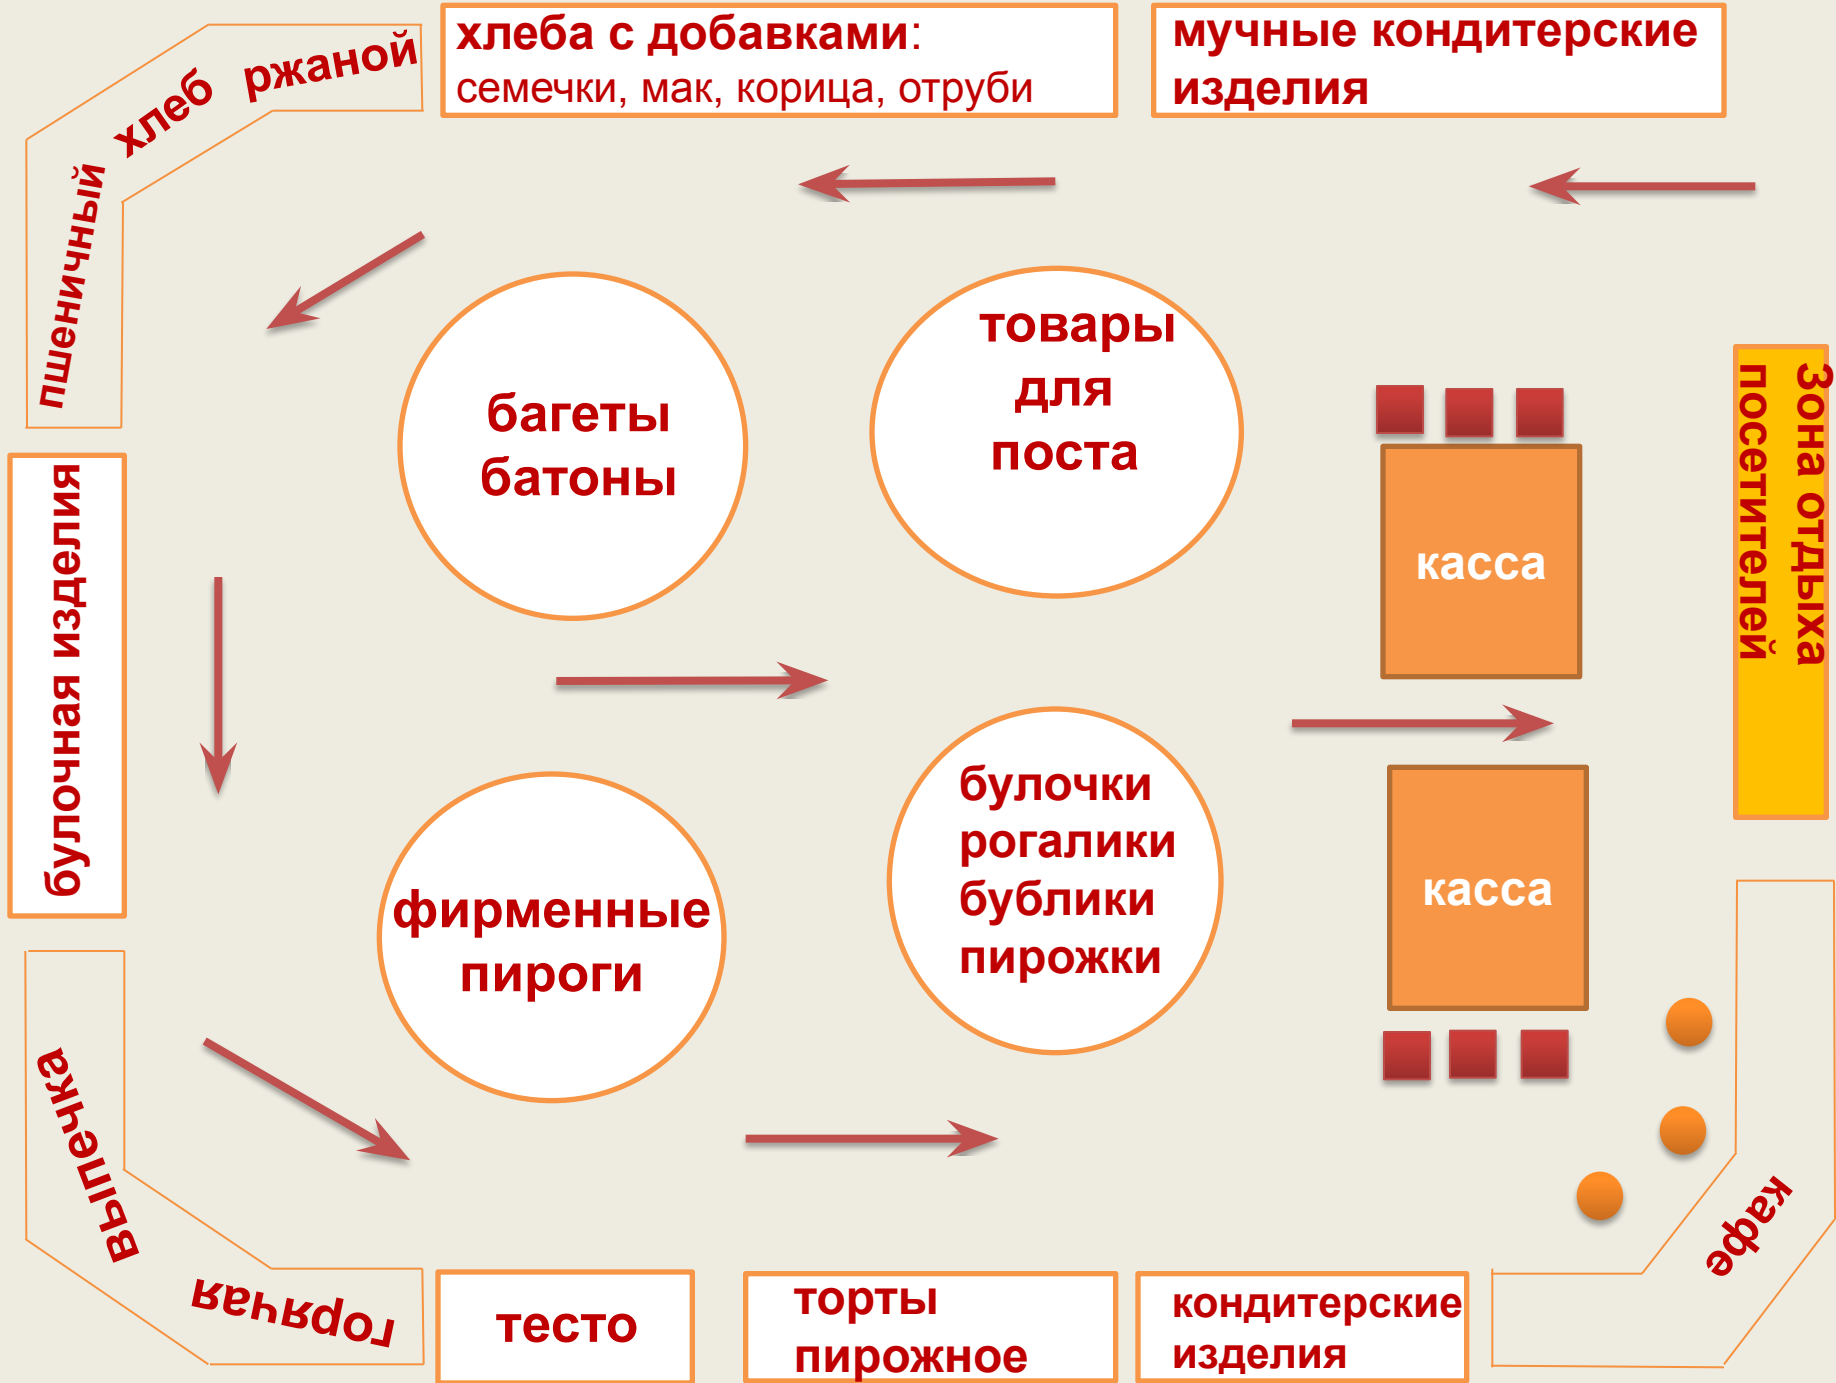 хлеб ржаной
хлеба с добавками:
семечки, мак, корица, отруби
мучные кондитерские
изделия
пшеничный
багеты
батоны
товары
для
поста
касса
Зона отдыха
посетителей
булочная изделия
фирменные
пироги
булочки
рогалики
бублики
пирожки
касса
горячая
Выпечка
тесто
торты
пирожное
кондитерские
изделия
кафе